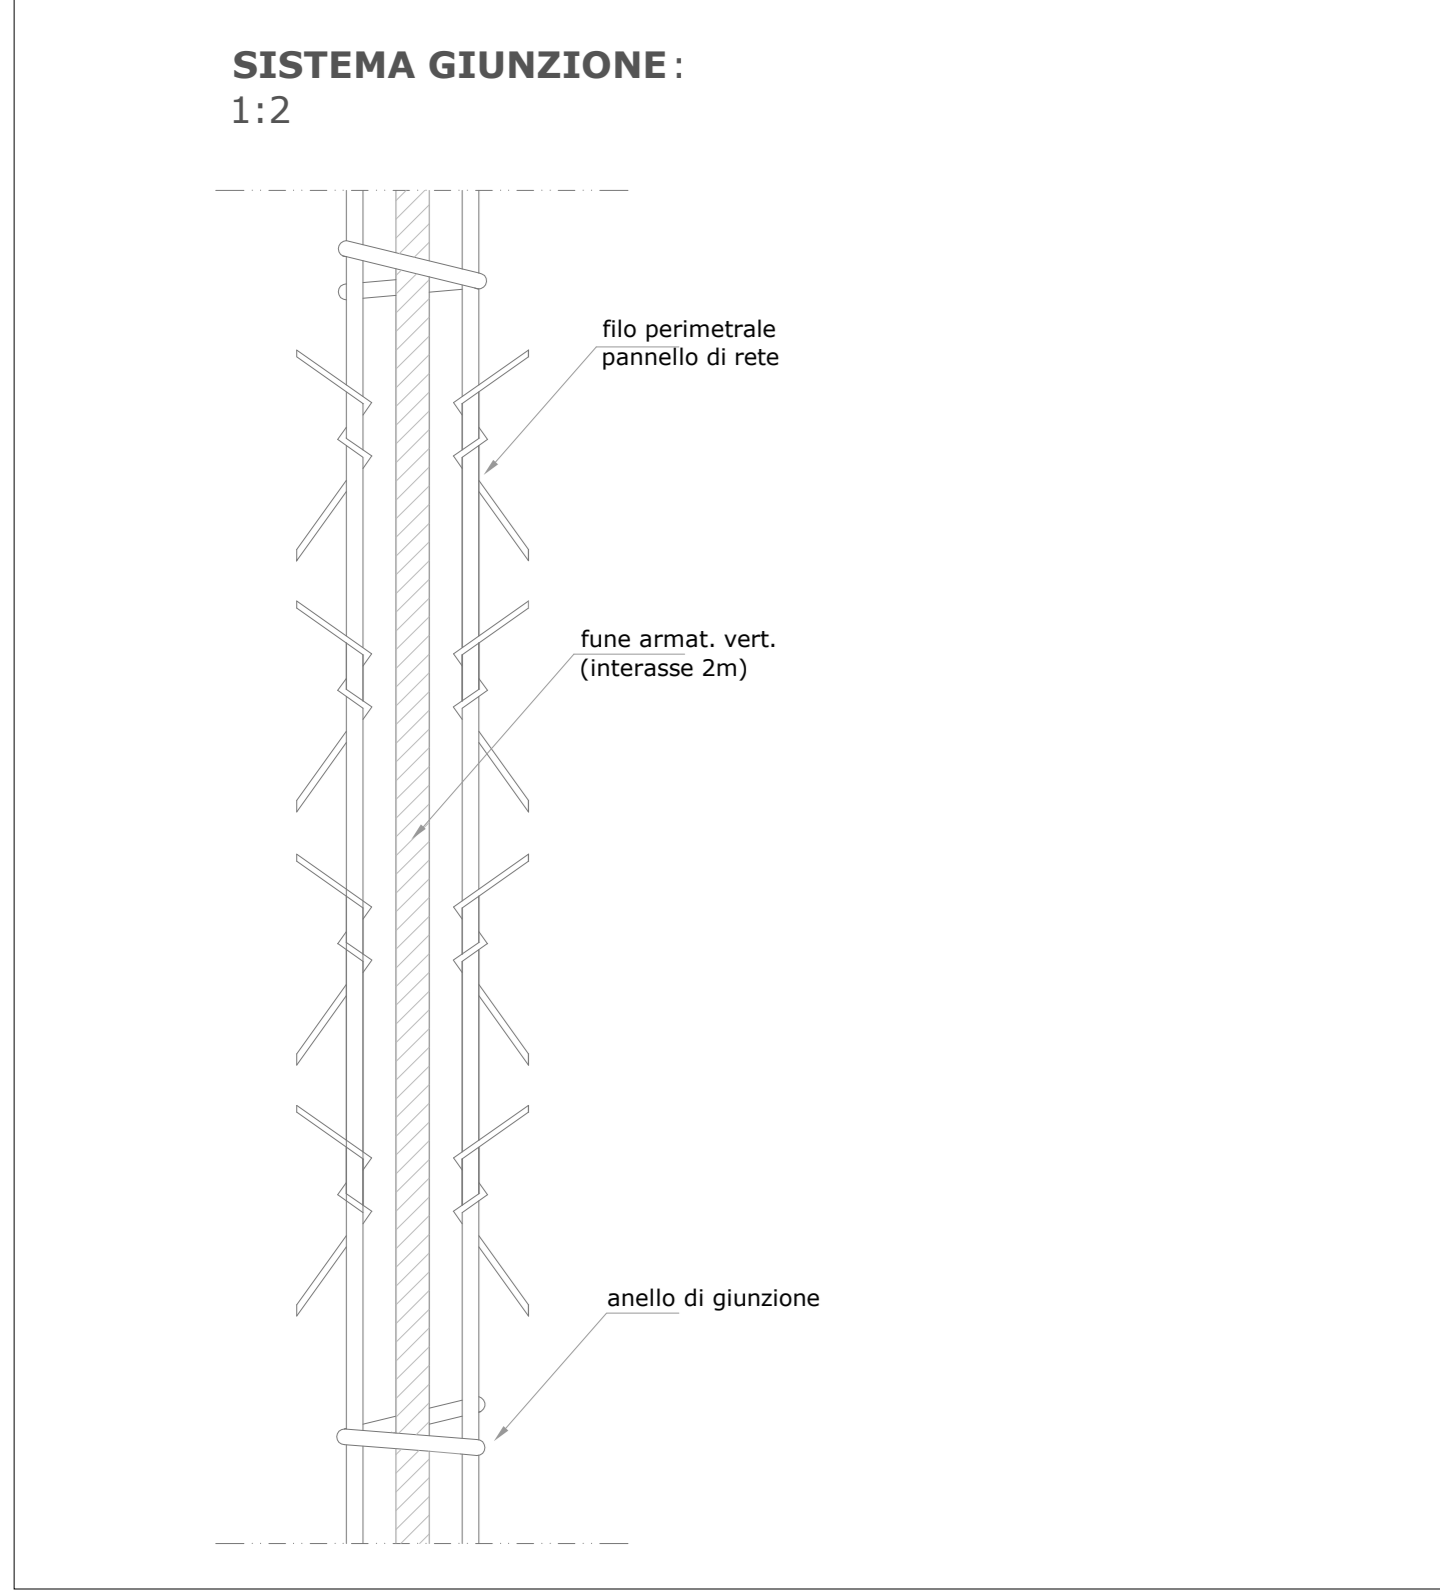 SISTEMA GIUNZIONE:
1:2
filo perimetrale
pannello di rete
fune armat. vert.
(interasse 2m)
anello di giunzione